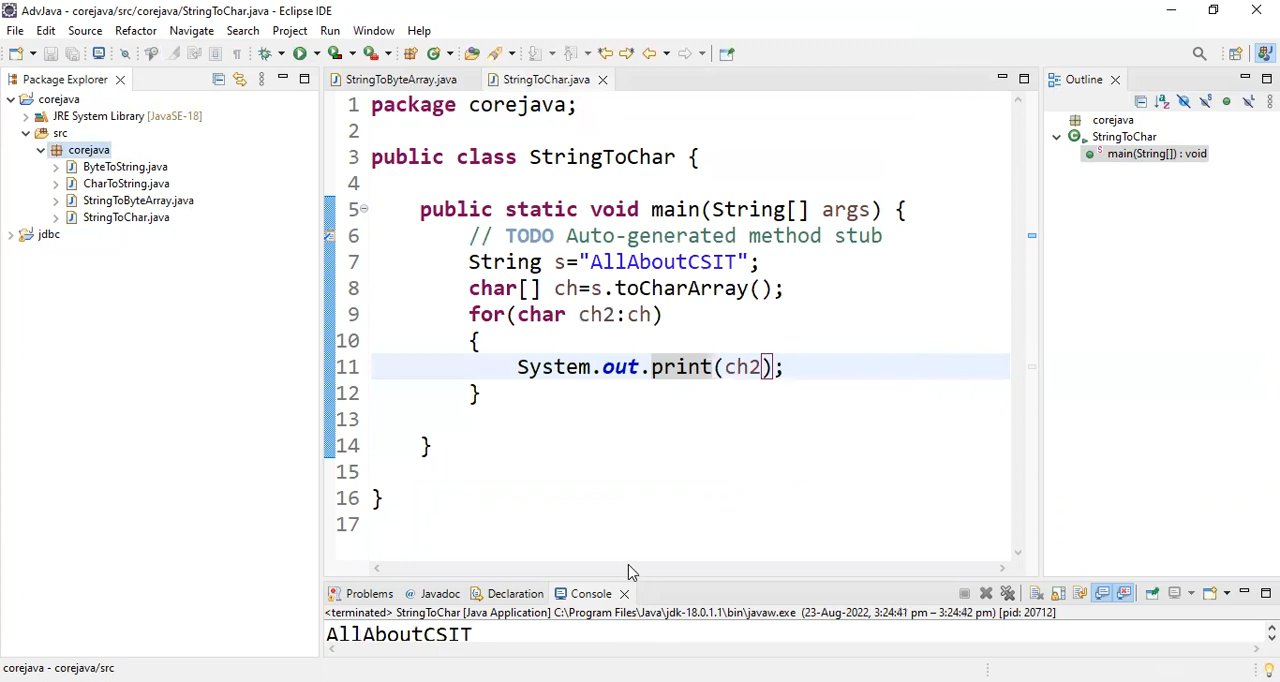 AdvJava - corejava/src/corejava/StringToChar.java - Eclipse IDE
File Edit Source Refactor Navigate Search Project Run Window Help
Package Explorer
corejava
JRE System Library [JavaSE-18]
src
corejava
ByteToString.java
CharToString.java
StringToByteArray.java
StringToChar.java
jdbc
StringToByteArray.java StringToChar.java
1 package corejava;
2
3 public class StringToChar {
4
5 public static void main(String[] args) {
6 // TODO Auto-generated method stub
7 String s="AllAboutCSIT";
8 char[] ch=s.toCharArray();
9 for(char ch2:ch)
10 {
11 System.out.print(ch2);
12 }
13
14 }
15
16 }
17
Outline
corejava
StringToChar
main(String[]) : void
Problems @ Javadoc Declaration Console
<terminated> StringToChar [Java Application] C:\Program Files\Java\jdk-18.0.1.1\bin\javaw.exe (23-Aug-2022, 3:24:41 pm – 3:24:42 pm) [pid: 20712]
AllAboutCSIT
corejava - corejava/src